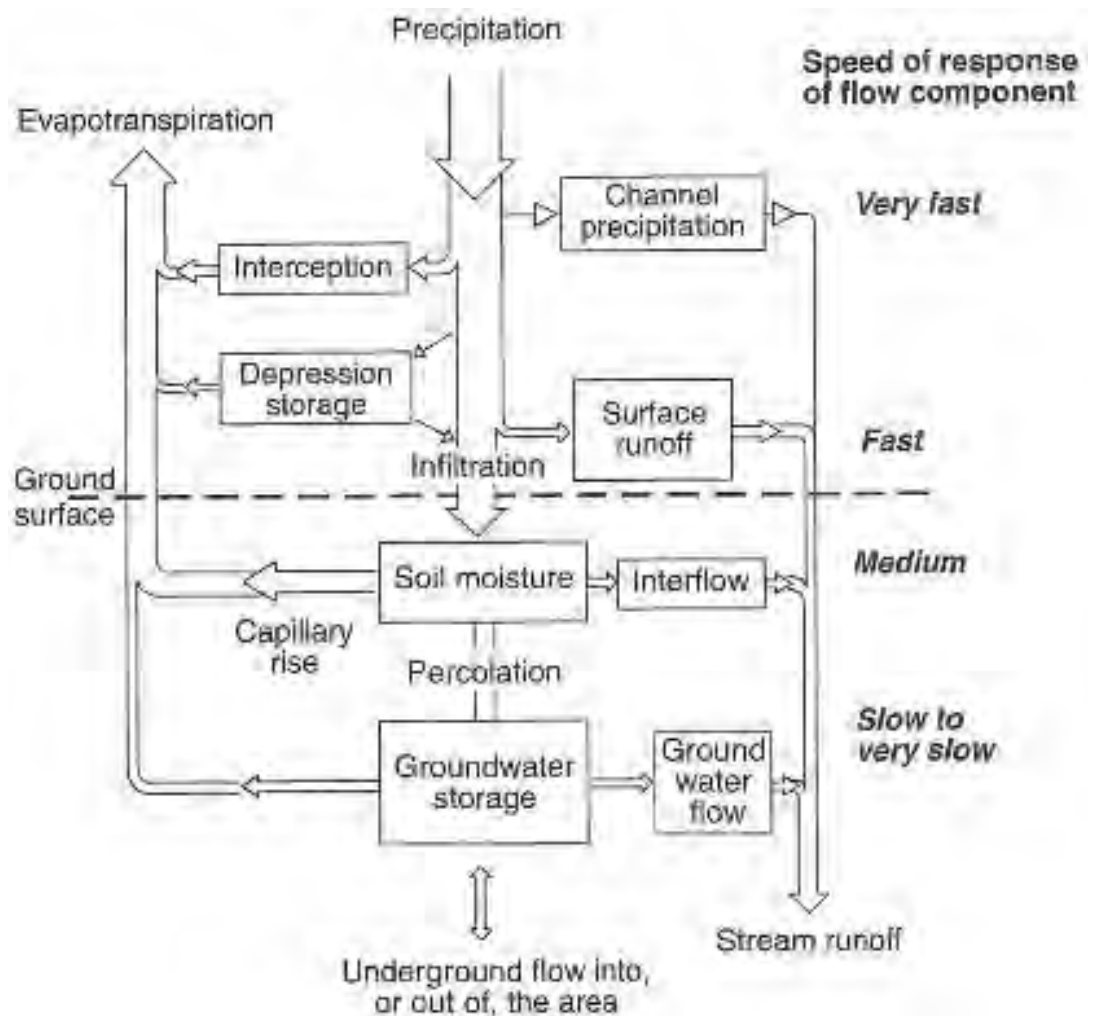 Precipitation
Speed of response
of flow component
Evapotranspiration
Channel
precipitation
Very fast
Interception
Depression
storage
Surface
runoff
Fast
Infiltration
Ground
surface
Medium
Soil moisture
Interflow
Capillary
rise
Percolation
Slow to
very slow
Groundwater
storage
Ground
water
flow
Stream runoff
Underground flow into,
or out of, the area